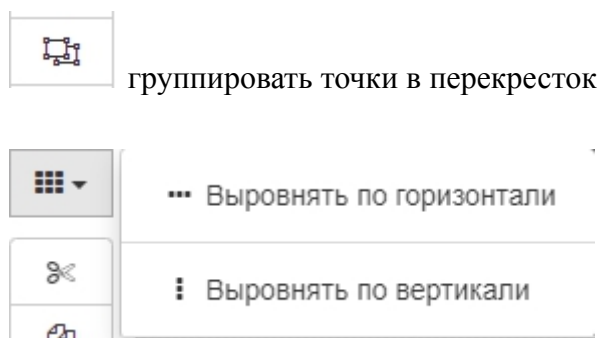 группировать точки в перекресток
Выровнять по горизонтали
Выровнять по вертикали